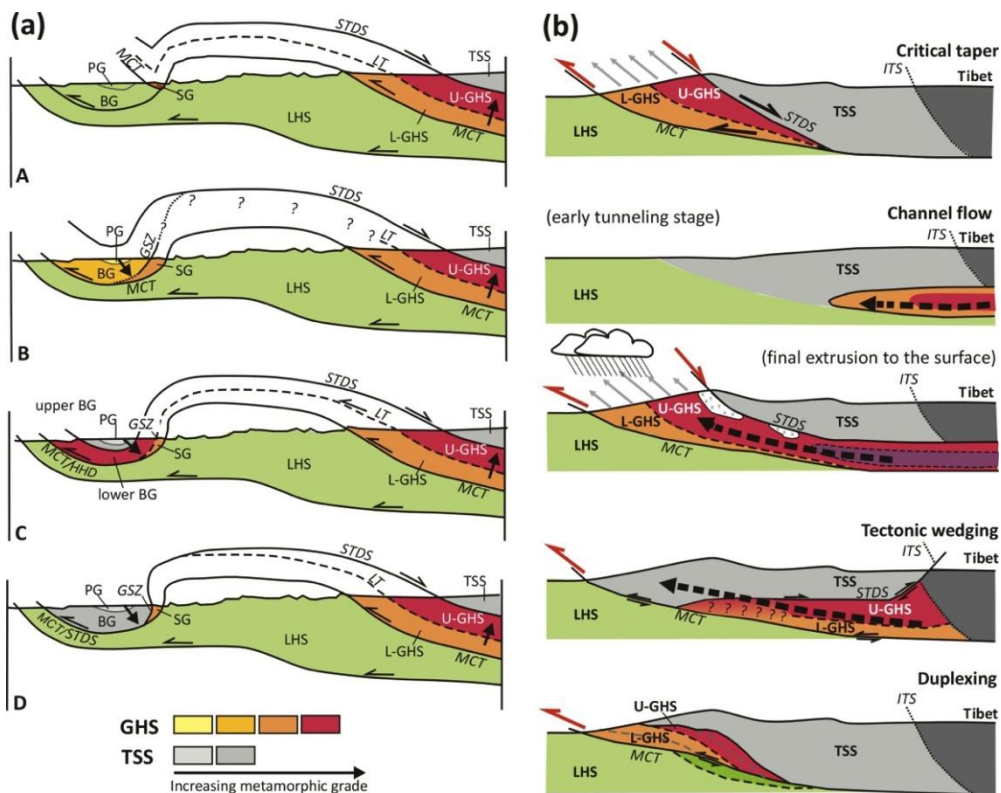 (a)
MCT
STDS
LT
TSS
PG
BG
SG
LHS
U-GHS
L-GHS
MCT
A
PG
GSZ
?
?
?
?
?
?
STDS
LT
TSS
BG
SG
MCT
LHS
U-GHS
L-GHS
MCT
B
upper BG
PG
GSZ
STDS
LT
TSS
SG
MCT/HHD
lower BG
LHS
U-GHS
L-GHS
MCT
C
PG
GSZ
STDS
LT
TSS
BG
SG
MCT/STDS
LHS
U-GHS
L-GHS
MCT
D
GHS
TSS
Increasing metamorphic grade
(b)
Critical taper
ITS
Tibet
U-GHS
L-GHS
STDS
TSS
LHS
MCT
(early tunneling stage)
Channel flow
ITS
Tibet
TSS
LHS
(final extrusion to the surface)
ITS
Tibet
U-GHS
STDS
TSS
L-GHS
LHS
MCT
Tectonic wedging
ITS
Tibet
TSS
STDS
U-GHS
? ? ? ? ? ?
LHS
MCT
L-GHS
Duplexing
U-GHS
ITS
Tibet
L-GHS
MCT
TSS
LHS